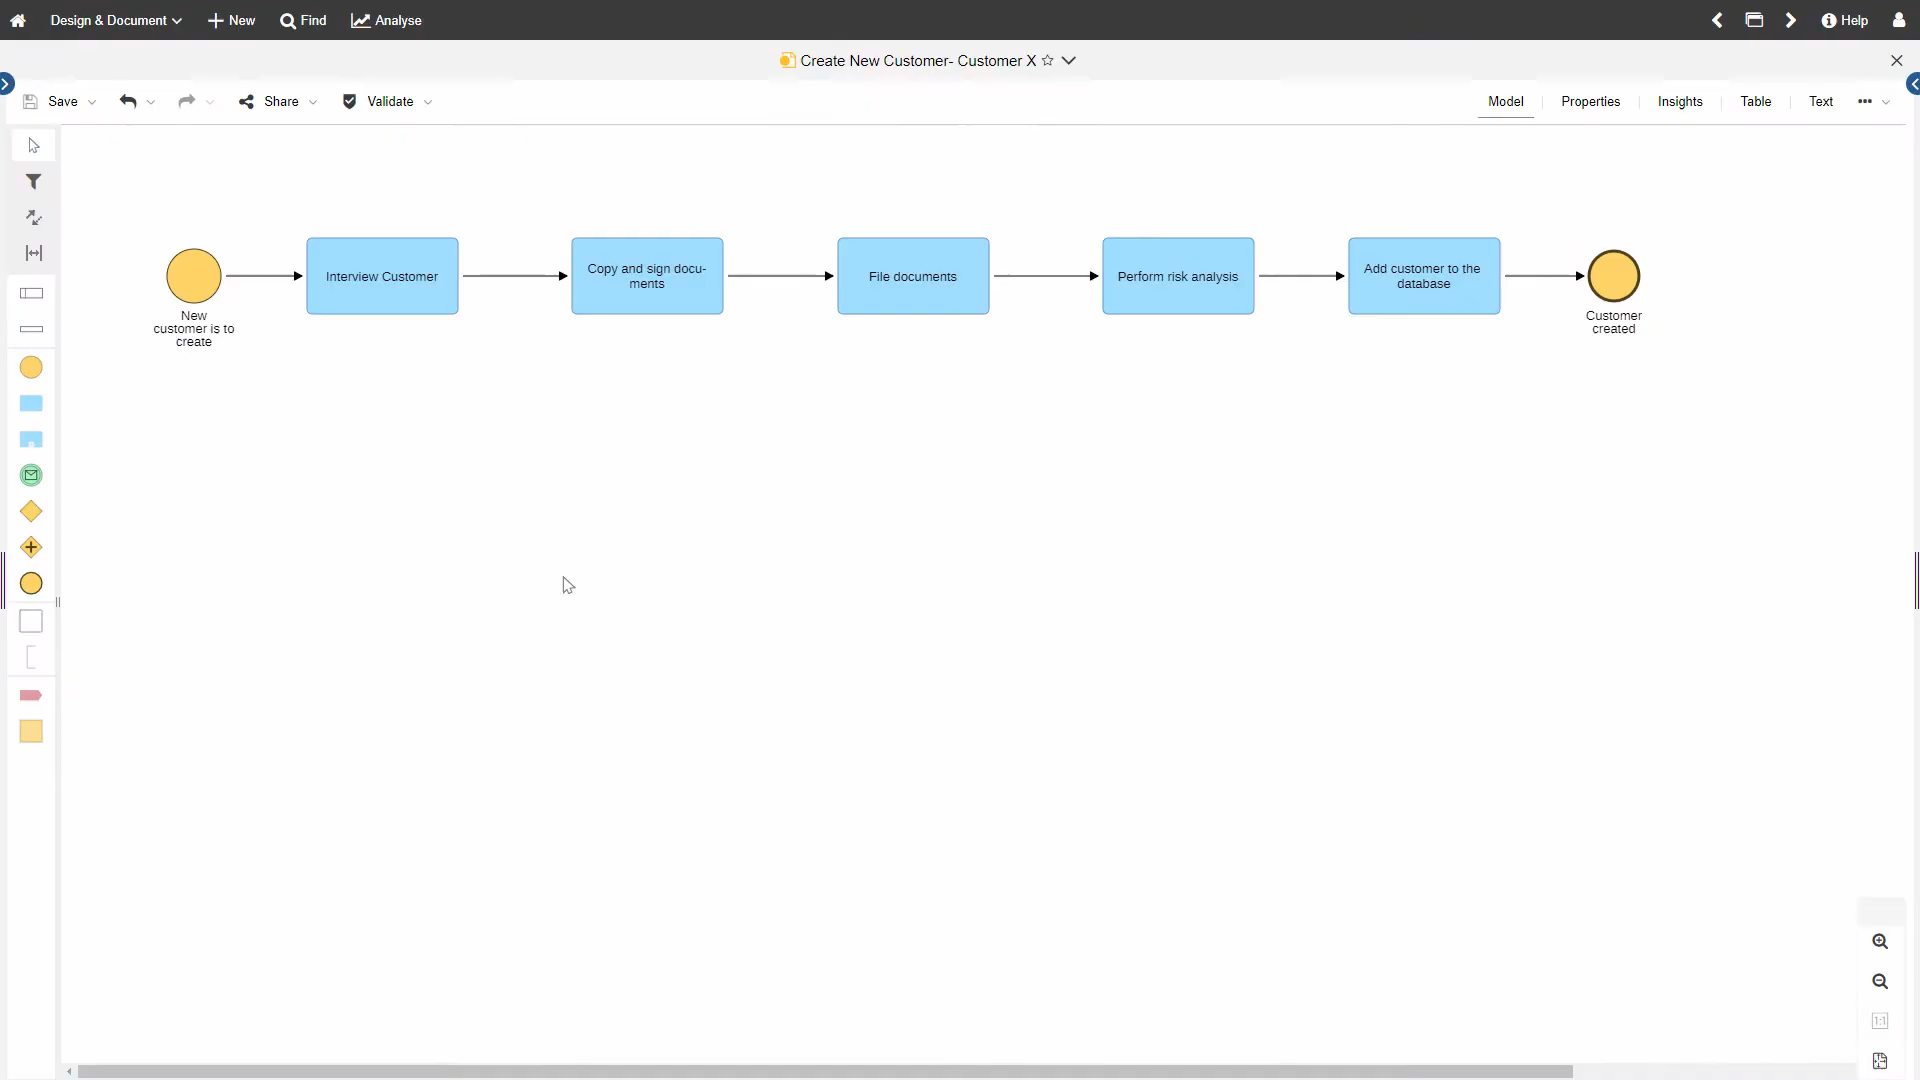 Design & Document
New
Find
Analyse
Help
Create New Customer- Customer X
Save
Share
Validate
Model
Properties
Insights
Table
Text
New
customer is to
create
Interview Customer
Copy and sign docu-
ments
File documents
Perform risk analysis
Add customer to the
database
Customer
created
1:1